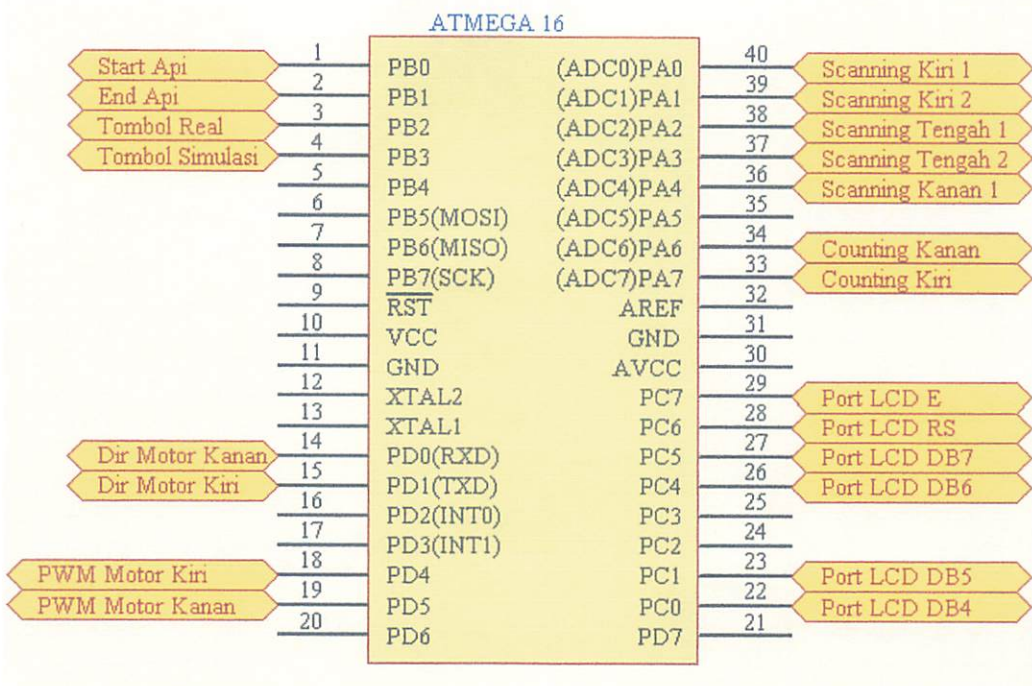 ATMEGA 16
Start Api 1 PB0 (ADC0)PA0 40 Scanning Kiri 1
End Api 2 PB1 (ADC1)PA1 39 Scanning Kiri 2
Tombol Real 3 PB2 (ADC2)PA2 38 Scanning Tengah 1
Tombol Simulasi 4 PB3 (ADC3)PA3 37 Scanning Tengah 2
5 PB4 (ADC4)PA4 36 Scanning Kanan 1
6 PB5(MOSI) (ADC5)PA5 35
7 PB6(MISO) (ADC6)PA6 34 Counting Kanan
8 PB7(SCK) (ADC7)PA7 33 Counting Kiri
9 RST AREF 32
10 VCC GND 31
11 GND AVCC 30
12 XTAL2 PC7 29 Port LCD E
13 XTAL1 PC6 28 Port LCD RS
Dir Motor Kanan 14 PD0(RXD) PC5 27 Port LCD DB7
Dir Motor Kiri 15 PD1(TXD) PC4 26 Port LCD DB6
16 PD2(INT0) PC3 25
17 PD3(INT1) PC2 24
PWM Motor Kiri 18 PD4 PC1 23 Port LCD DB5
PWM Motor Kanan 19 PD5 PC0 22 Port LCD DB4
20 PD6 PD7 21